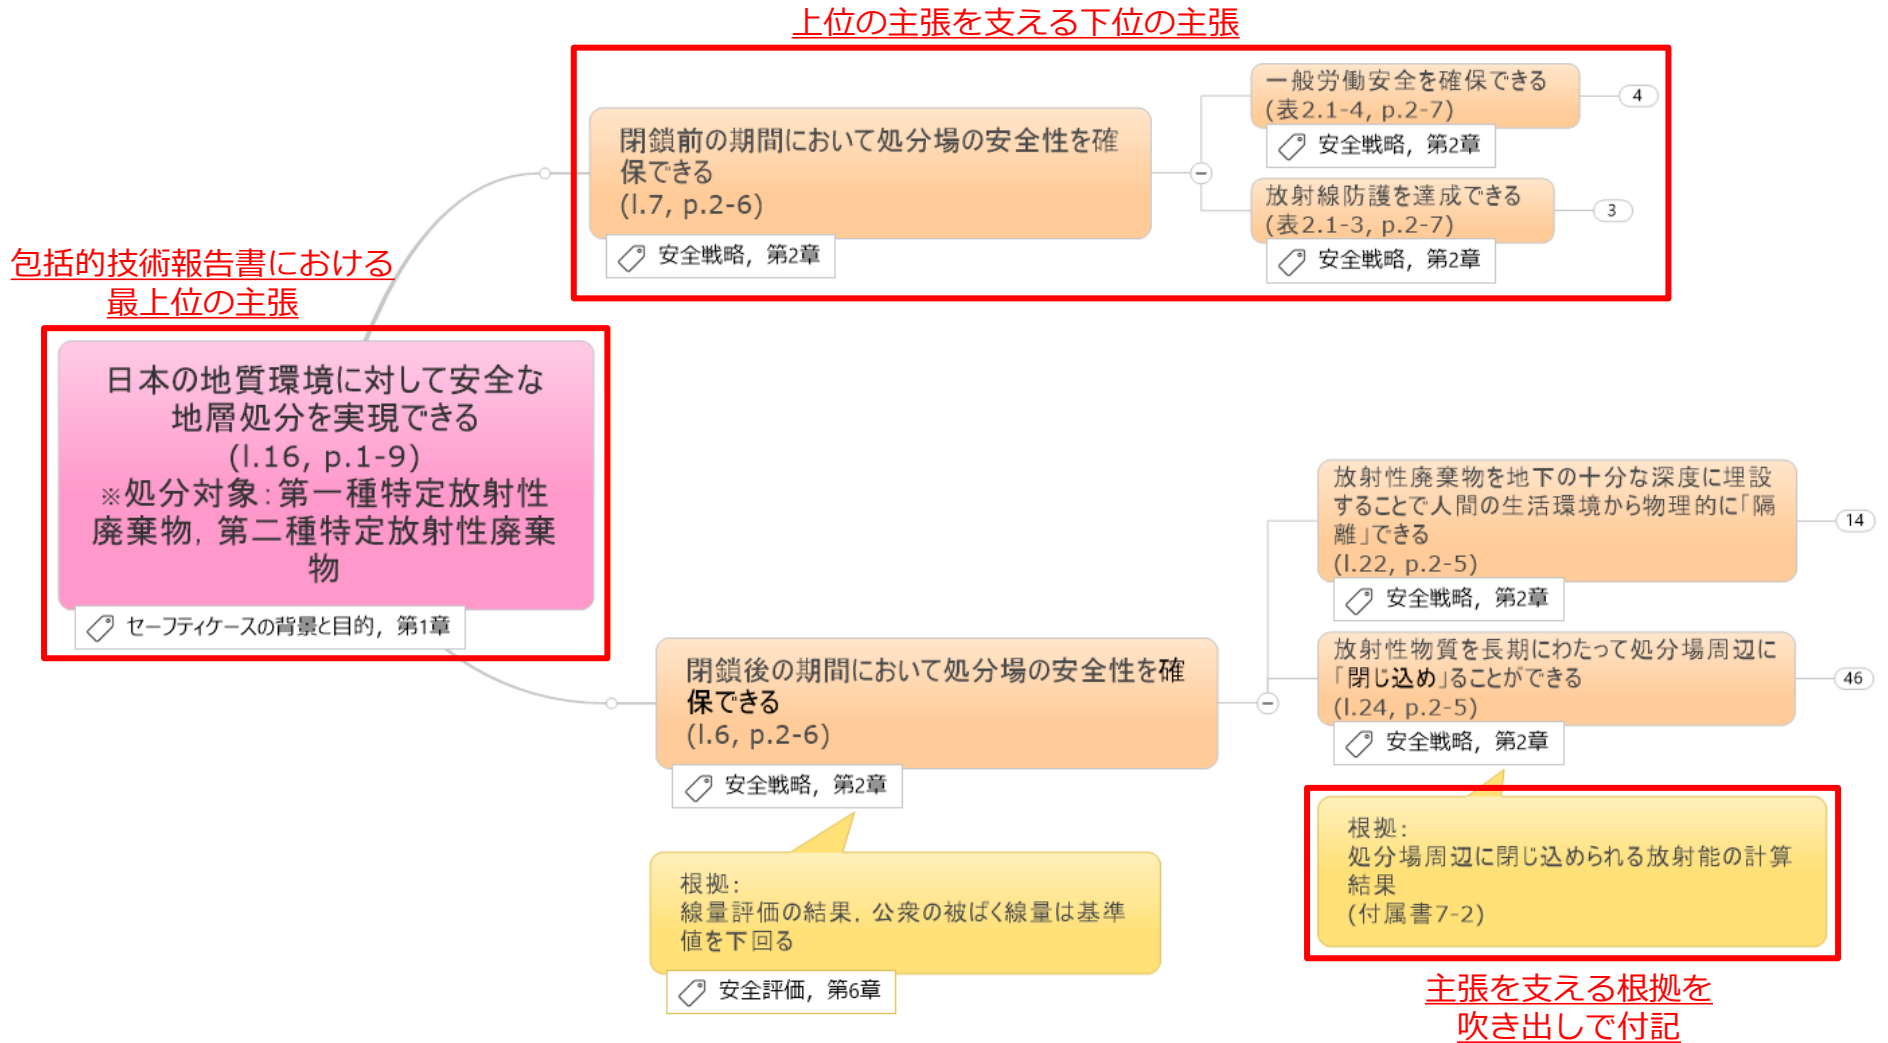 上位の主張を支える下位の主張
一般労働安全を確保できる
(表2.1-4, p.2-7)
4
安全戦略, 第2章
閉鎖前の期間において処分場の安全性を確
保できる
(l.7, p.2-6)
安全戦略, 第2章
放射線防護を達成できる
(表2.1-3, p.2-7)
3
安全戦略, 第2章
包括的技術報告書における
最上位の主張
日本の地質環境に対して安全な
地層処分を実現できる
(l.16, p.1-9)
※処分対象：第一種特定放射性
廃棄物，第二種特定放射性廃棄
物
セーフティケースの背景と目的, 第1章
放射性廃棄物を地下の十分な深度に埋設
することで人間の生活環境から物理的に「隔
離」できる
(l.22, p.2-5)
14
安全戦略, 第2章
閉鎖後の期間において処分場の安全性を確
保できる
(l.6, p.2-6)
安全戦略, 第2章
放射性物質を長期にわたって処分場周辺に
「閉じ込め」ることができる
(l.24, p.2-5)
46
安全戦略, 第2章
根拠：
線量評価の結果，公衆の被ばく線量は基準
値を下回る
安全評価, 第6章
根拠：
処分場周辺に閉じ込められる放射能の計算
結果
(付属書7-2)
主張を支える根拠を
吹き出しで付記